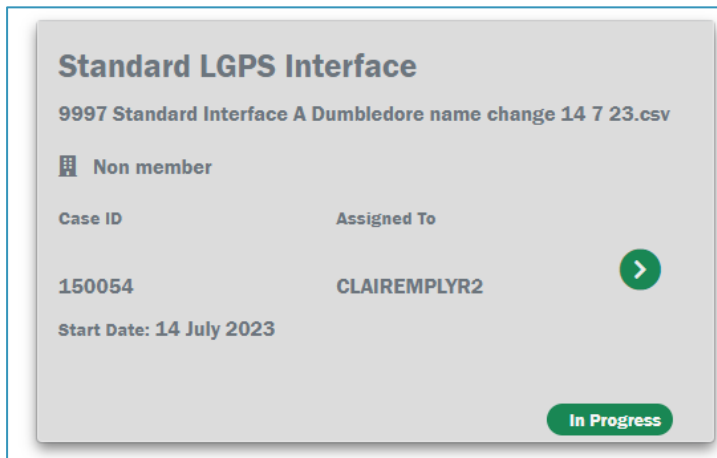 Standard LGPS Interface
9997 Standard Interface A Dumbledore name change 14 7 23.csv
Non member
Case ID Assigned To
150054 CLAIREMPLYR2
Start Date: 14 July 2023
In Progress